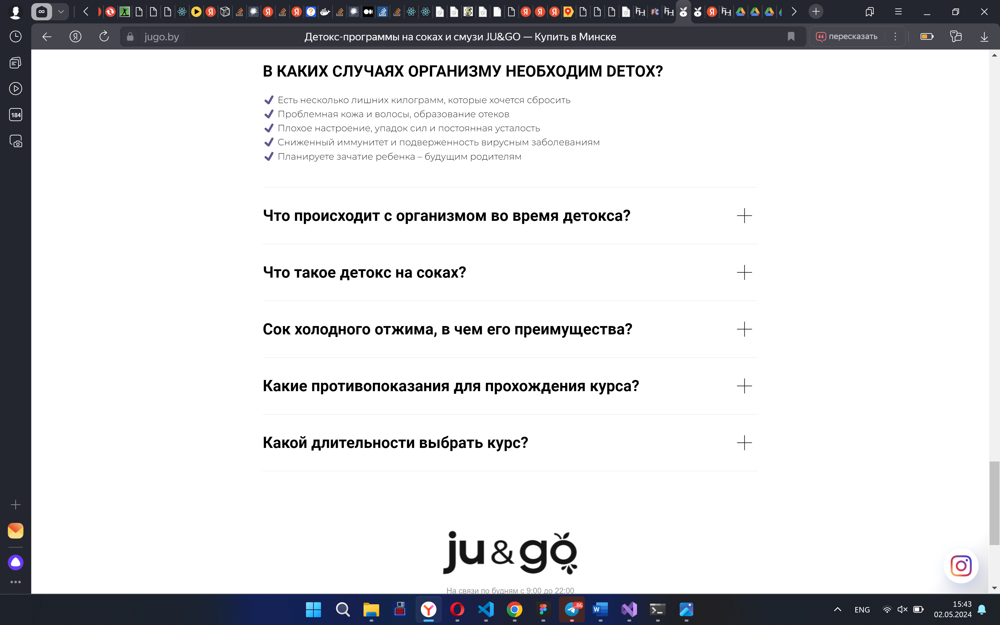 jugo.by
Детокс-программы на соках и смузи JU&GO — Купить в Минске
пересказать
184
В КАКИХ СЛУЧАЯХ ОРГАНИЗМУ НЕОБХОДИМ DETOX?
Есть несколько лишних килограмм, которые хочется сбросить
Проблемная кожа и волосы, образование отеков
Плохое настроение, упадок сил и постоянная усталость
Сниженный иммунитет и подверженность вирусным заболеваниям
Планируете зачатие ребенка – будущим родителям
Что происходит с организмом во время детокса?
Что такое детокс на соках?
Сок холодного отжима, в чем его преимущества?
Какие противопоказания для прохождения курса?
Какой длительности выбрать курс?
ju&go
На связи по будням с 9:00 до 22:00
..86
ENG
15:43
02.05.2024